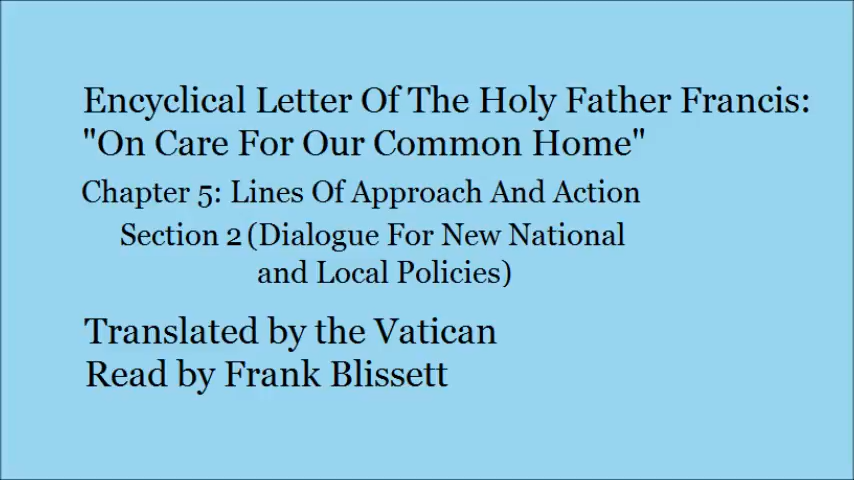 Encyclical Letter Of The Holy Father Francis:
"On Care For Our Common Home"
Chapter 5: Lines Of Approach And Action
Section 2 (Dialogue For New National
and Local Policies)
Translated by the Vatican
Read by Frank Blissett